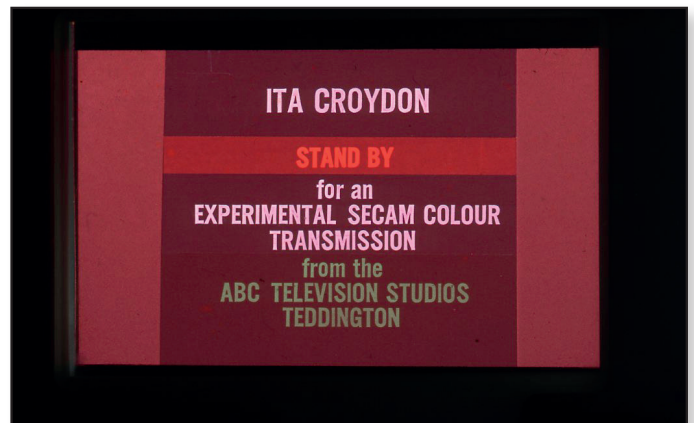 ITA CROYDON
STAND BY
for an
EXPERIMENTAL SECAM COLOUR
TRANSMISSION
from the
ABC TELEVISION STUDIOS
TEDDINGTON